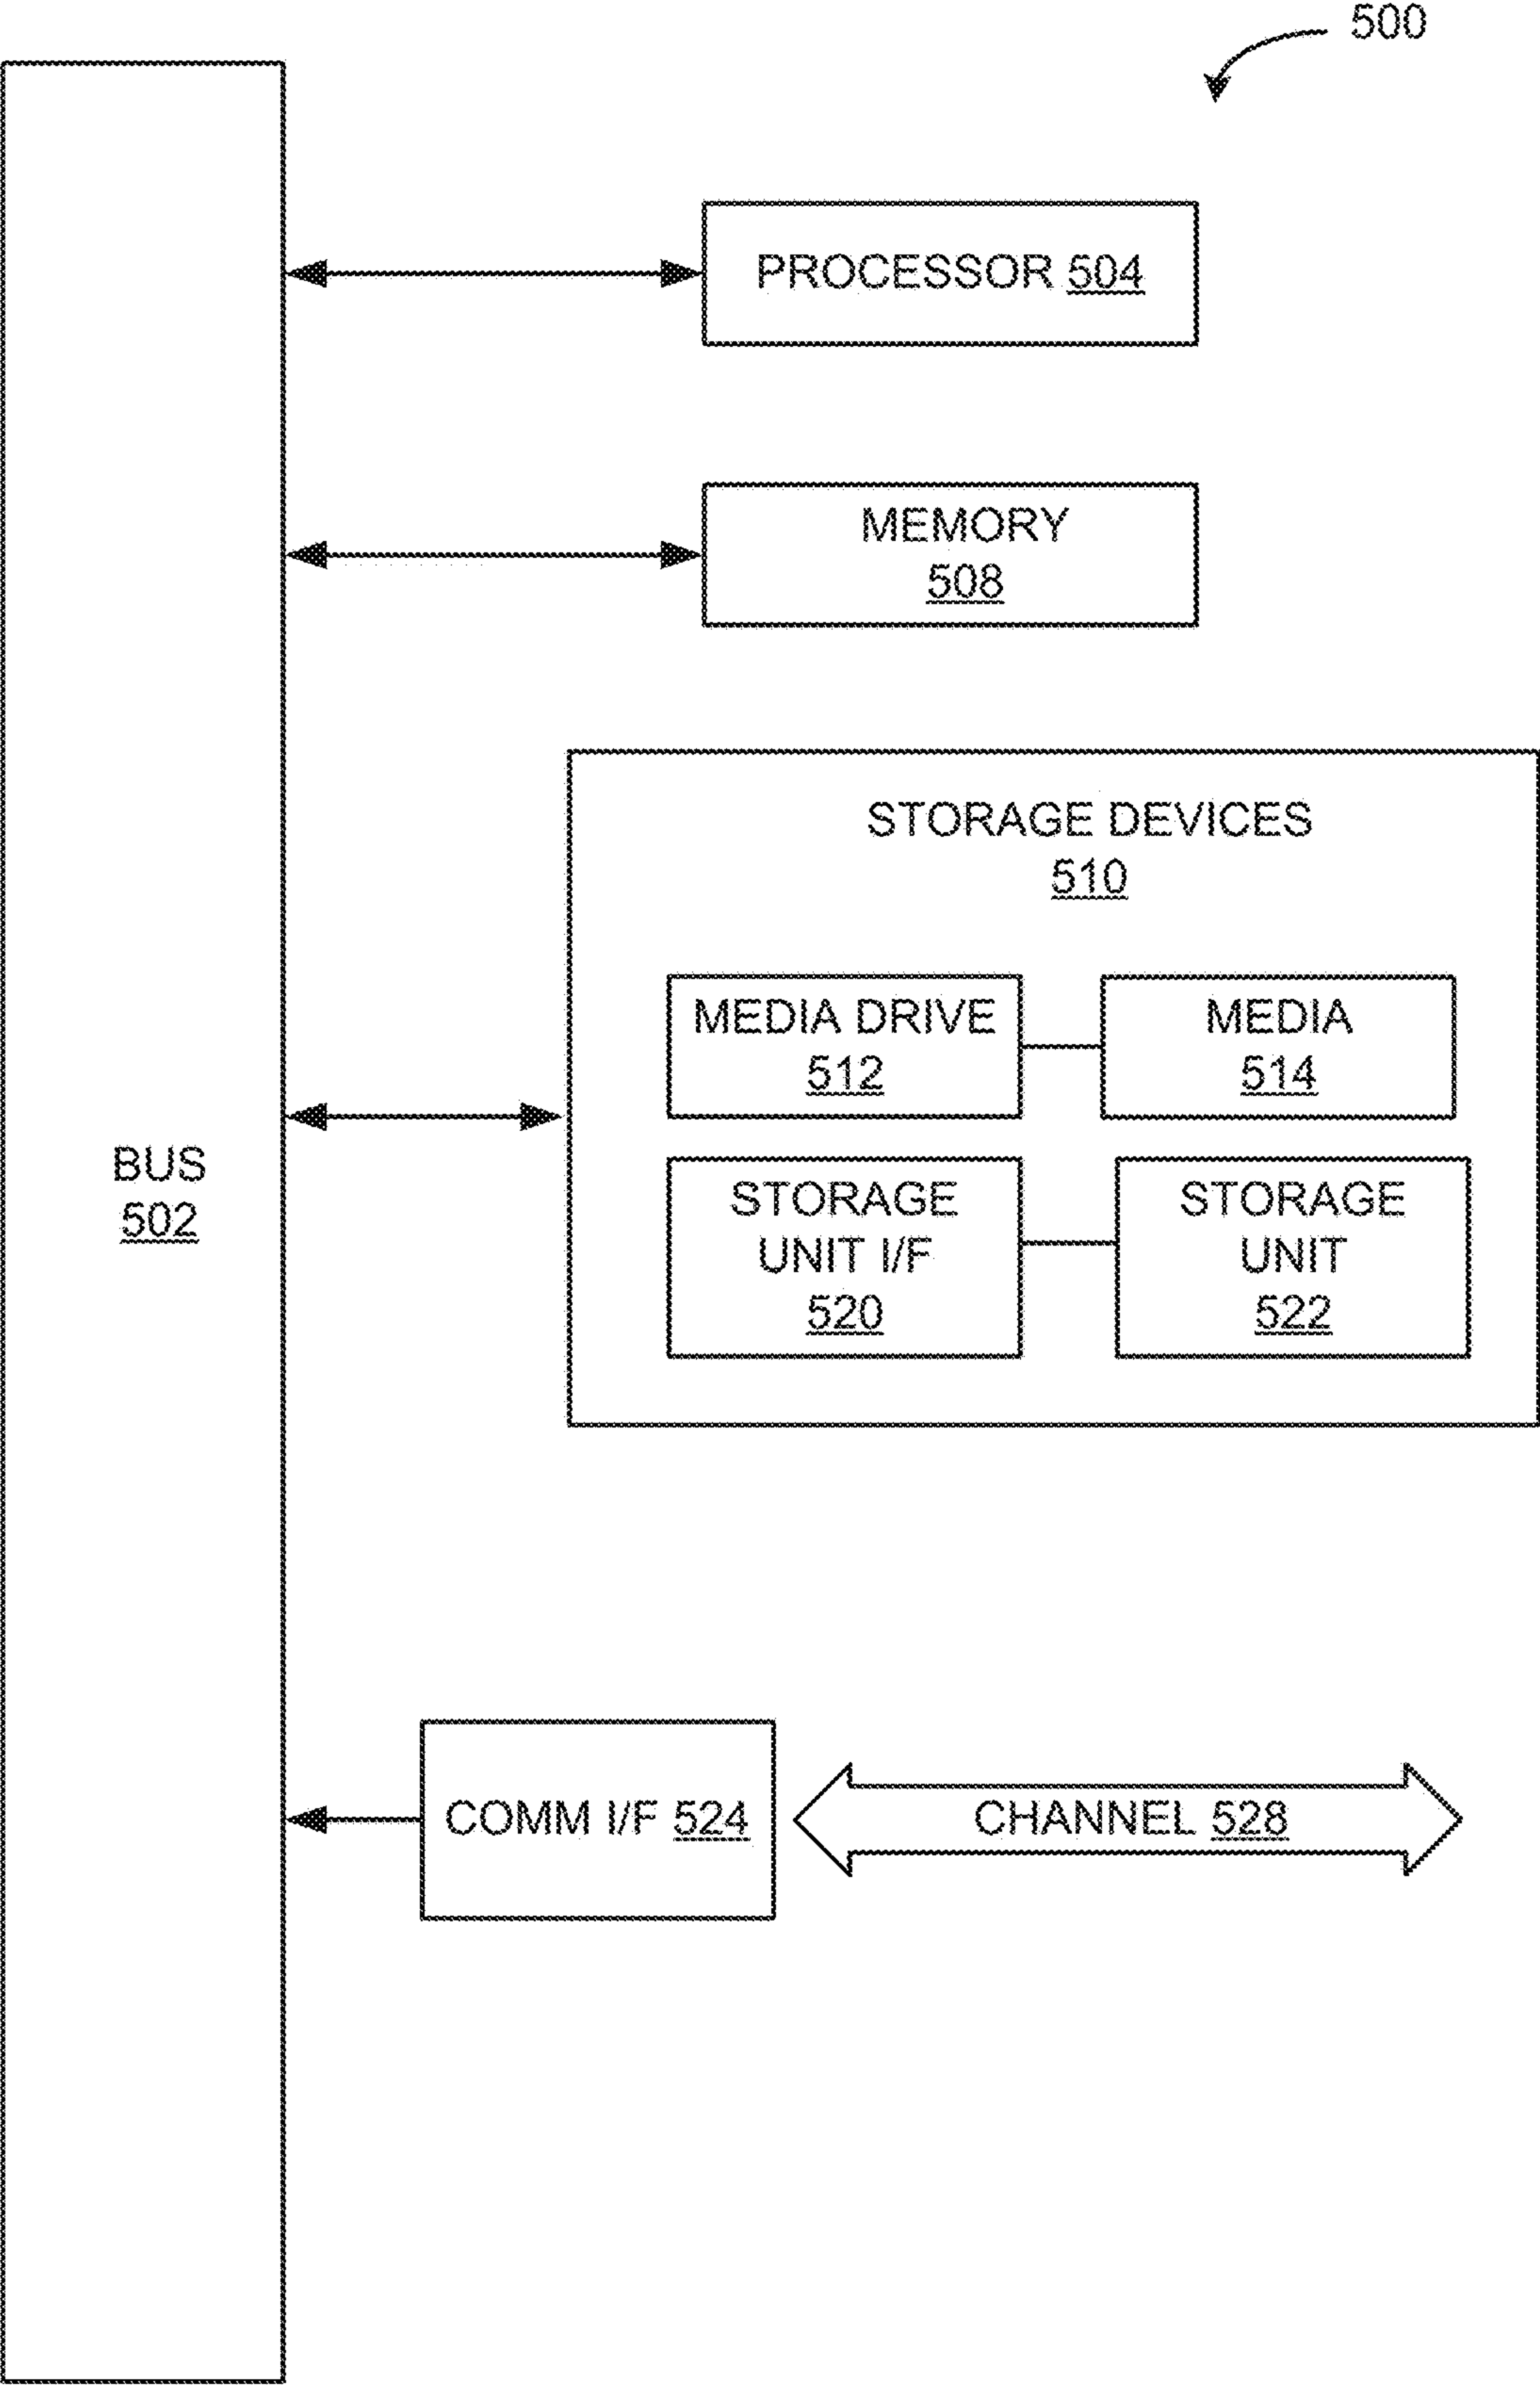 500
PROCESSOR 504
MEMORY
508
STORAGE DEVICES
510
MEDIA DRIVE
512
MEDIA
514
BUS
502
STORAGE
UNIT I/F
520
STORAGE
UNIT
522
COMM I/F 524
CHANNEL 528